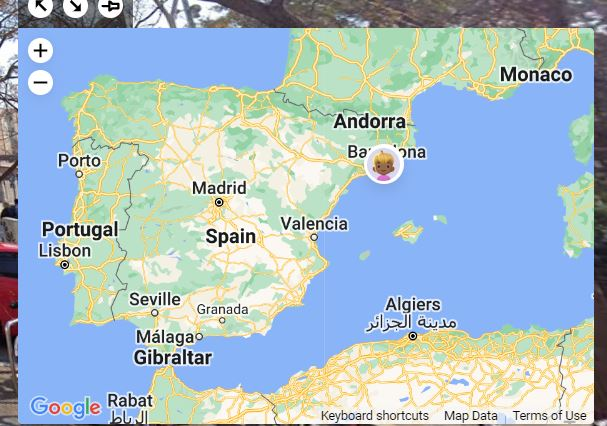 +
−
Monaco
Andorra
Barcelona
Porto
Madrid
Portugal
Spain
Valencia
Lisbon
Seville
Granada
Algiers
مدينة الجزائر
Málaga
Gibraltar
Rabat
الرباط
Google
Keyboard shortcuts
Map Data
Terms of Use